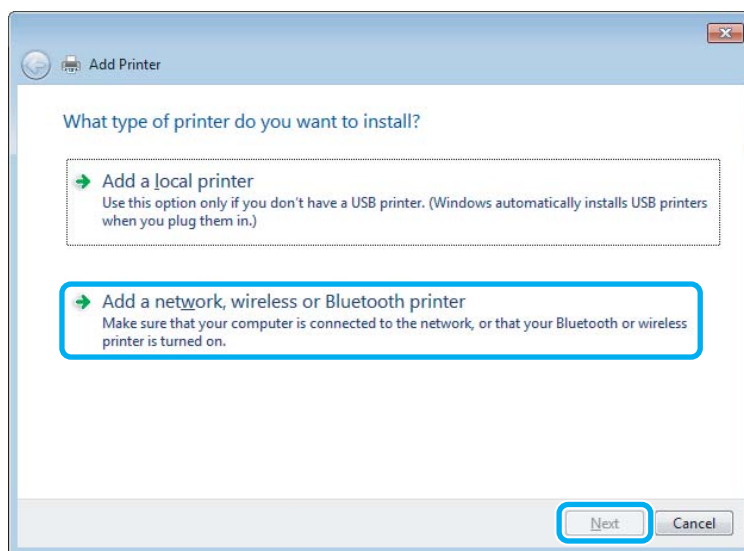 Add Printer
What type of printer do you want to install?
Add a local printer
Use this option only if you don't have a USB printer. (Windows automatically installs USB printers
when you plug them in.)
Add a network, wireless or Bluetooth printer
Make sure that your computer is connected to the network, or that your Bluetooth or wireless
printer is turned on.
Next Cancel